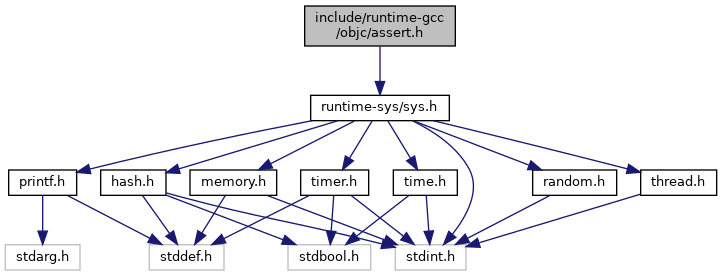 include/runtime-gcc
/objc/assert.h
runtime-sys/sys.h
printf.h
hash.h
memory.h
timer.h
time.h
random.h
thread.h
stdarg.h
stddef.h
stdbool.h
stdint.h